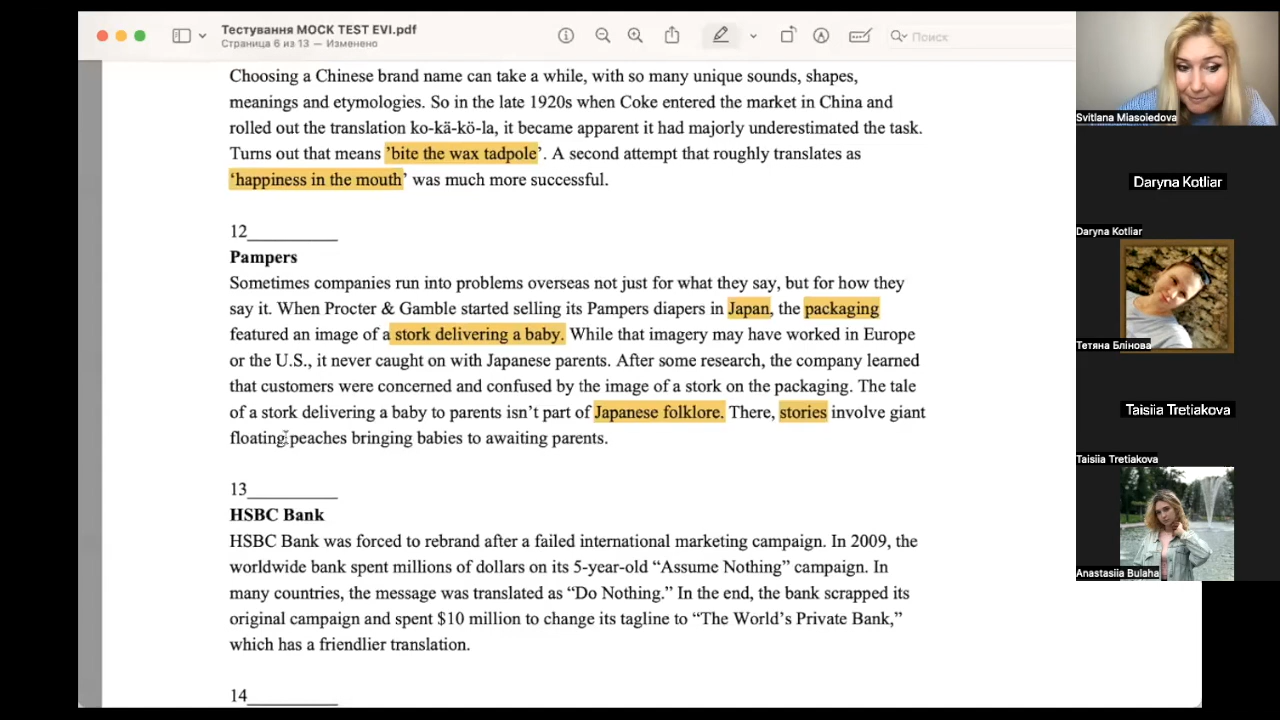 Тестування MOCK TEST EVI.pdf
Страница 6 из 13 — Изменено
Поиск
Choosing a Chinese brand name can take a while, with so many unique sounds, shapes,
meanings and etymologies. So in the late 1920s when Coke entered the market in China and
rolled out the translation ko-kä-kö-la, it became apparent it had majorly underestimated the task.
Turns out that means ’bite the wax tadpole’. A second attempt that roughly translates as
‘happiness in the mouth’ was much more successful.
12__________
Pampers
Sometimes companies run into problems overseas not just for what they say, but for how they
say it. When Procter & Gamble started selling its Pampers diapers in Japan, the packaging
featured an image of a stork delivering a baby. While that imagery may have worked in Europe
or the U.S., it never caught on with Japanese parents. After some research, the company learned
that customers were concerned and confused by the image of a stork on the packaging. The tale
of a stork delivering a baby to parents isn’t part of Japanese folklore. There, stories involve giant
floating peaches bringing babies to awaiting parents.
13__________
HSBC Bank
HSBC Bank was forced to rebrand after a failed international marketing campaign. In 2009, the
worldwide bank spent millions of dollars on its 5-year-old “Assume Nothing” campaign. In
many countries, the message was translated as “Do Nothing.” In the end, the bank scrapped its
original campaign and spent $10 million to change its tagline to “The World’s Private Bank,”
which has a friendlier translation.
14__________
Svitlana Miasoiedova
Daryna Kotliar
Daryna Kotliar
Тетяна Блінова
Taisiia Tretiakova
Taisiia Tretiakova
Anastasiia Bulaha